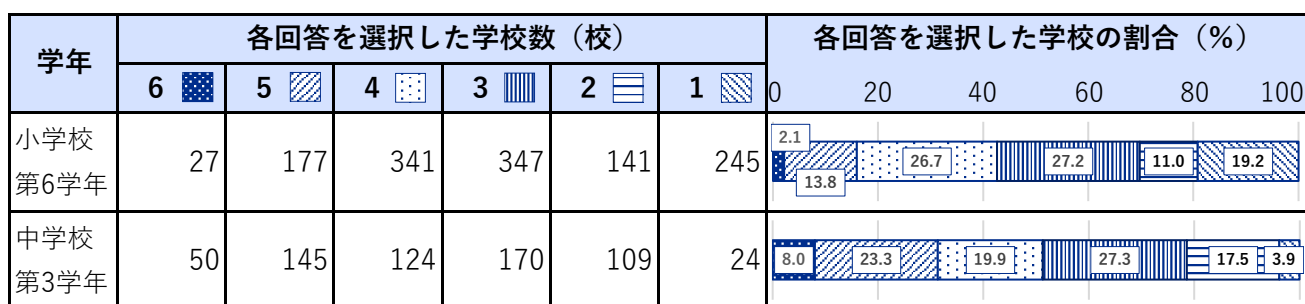 学年 各回答を選択した学校数（校） 各回答を選択した学校の割合（%）
6 5 4 3 2 1 0 20 40 60 80 100
小学校
第6学年 27 177 341 347 141 245 2.1 13.8 26.7 27.2 11.0 19.2
中学校
第3学年 50 145 124 170 109 24 8.0 23.3 19.9 27.3 17.5 3.9